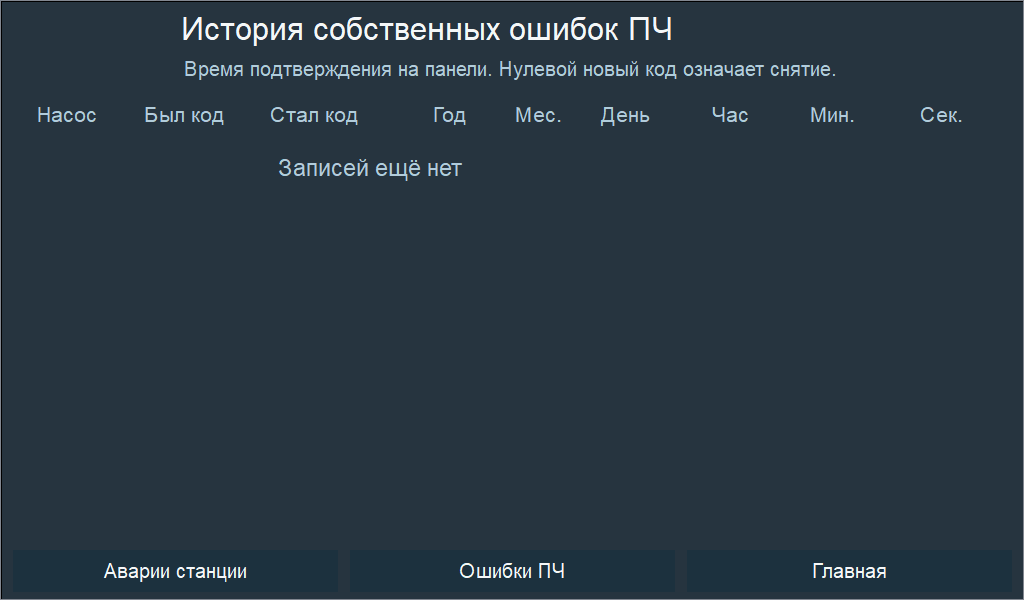 История собственных ошибок ПЧ
Время подтверждения на панели. Нулевой новый код означает снятие.
Насос Был код Стал код Год Мес. День Час Мин. Сек.
Записей ещё нет
Аварии станции Ошибки ПЧ Главная